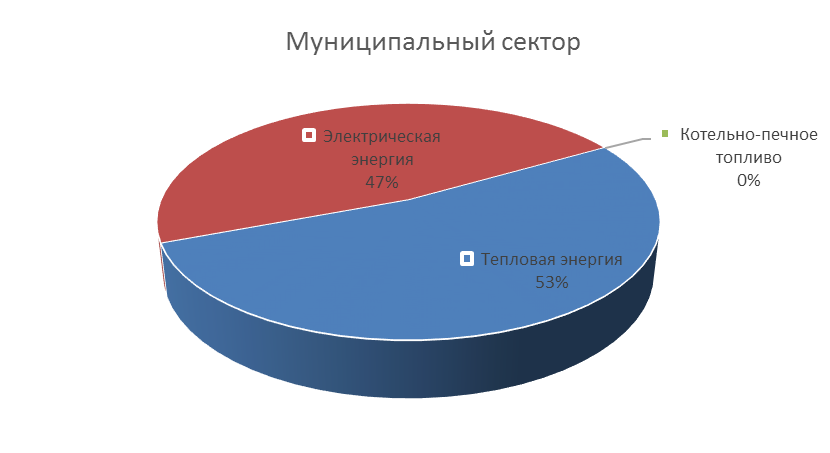 Муниципальный сектор
Электрическая
энергия
47%
Котельно-печное
топливо
0%
Тепловая энергия
53%